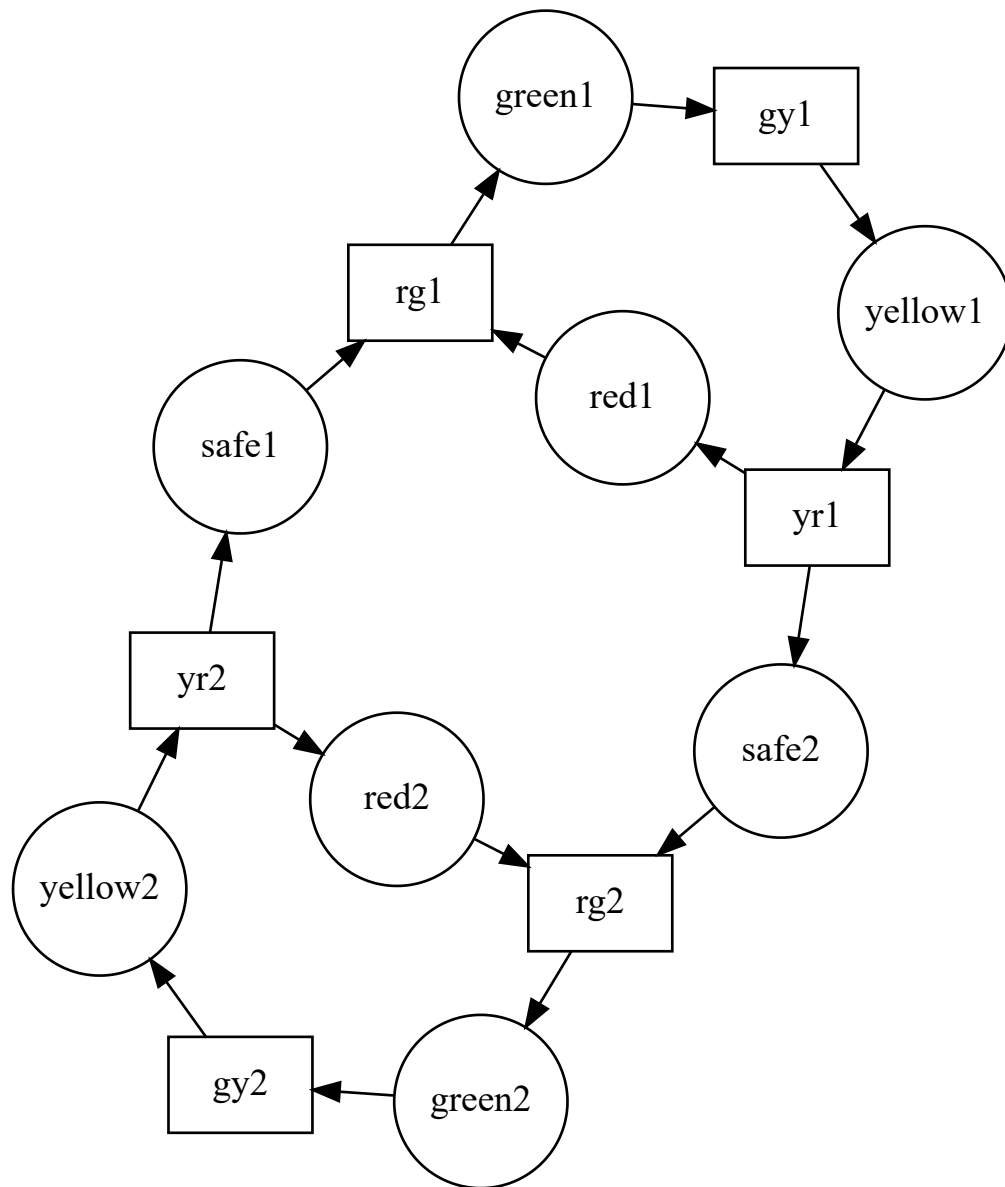 green1
gy1
rg1
yellow1
red1
safe1
yr1
yr2
safe2
red2
yellow2
rg2
gy2
green2